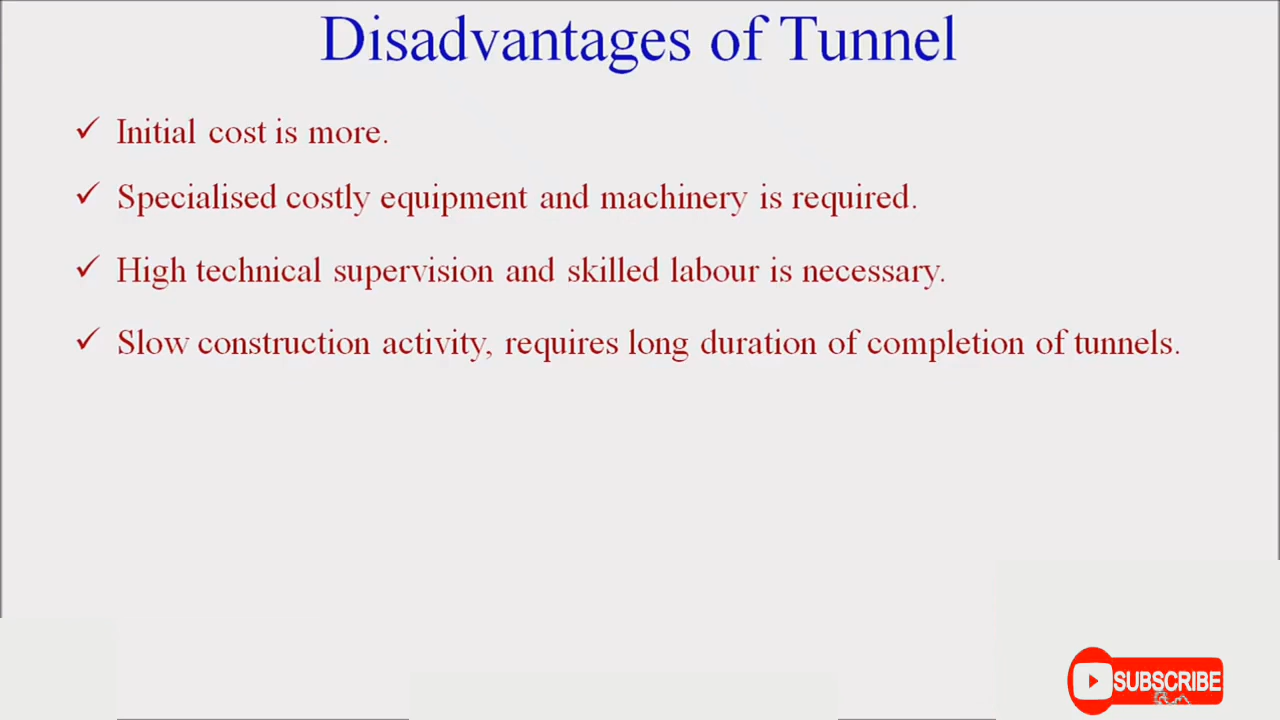 Disadvantages of Tunnel
✓ Initial cost is more.
✓ Specialised costly equipment and machinery is required.
✓ High technical supervision and skilled labour is necessary.
✓ Slow construction activity, requires long duration of completion of tunnels.
SUBSCRIBE